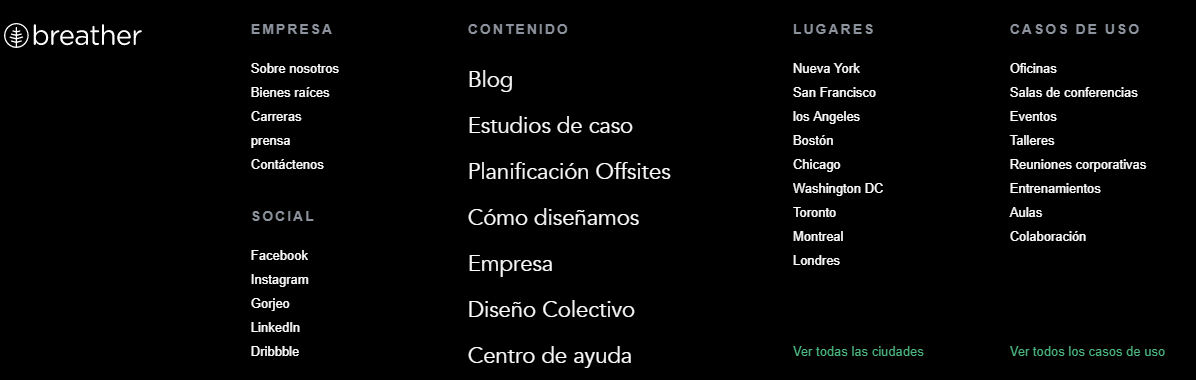 breather
EMPRESA
Sobre nosotros
Bienes raíces
Carreras
prensa
Contáctenos
SOCIAL
Facebook
Instagram
Gorjeo
LinkedIn
Dribbble
CONTENIDO
Blog
Estudios de caso
Planificación Offsites
Cómo diseñamos
Empresa
Diseño Colectivo
Centro de ayuda
LUGARES
Nueva York
San Francisco
los Angeles
Bostón
Chicago
Washington DC
Toronto
Montreal
Londres
Ver todas las ciudades
CASOS DE USO
Oficinas
Salas de conferencias
Eventos
Talleres
Reuniones corporativas
Entrenamientos
Aulas
Colaboración
Ver todos los casos de uso